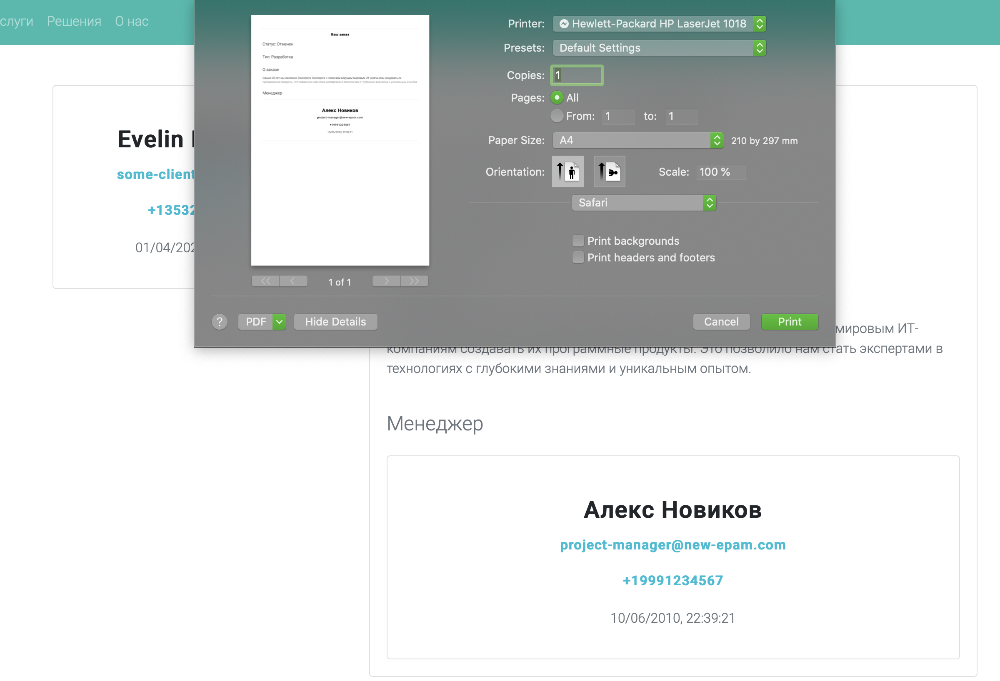 слуги Решения О нас
Evelin
some-client
+1353
01/04/202
Ваш заказ
Статус: Отменен
Тип: Разработка
О заказе
Свыше 20 лет мы являемся Developers' Developers и помогаем ведущим мировым ИТ-компаниям создавать их
программные продукты. Это позволило нам стать экспертами в технологиях с глубокими знаниями и уникальным опытом.
Менеджер
Алекс Новиков
project-manager@new-epam.com
+19991234567
10/06/2010, 22:39:21
1 of 1
Printer: Hewlett-Packard HP LaserJet 1018
Presets: Default Settings
Copies: 1
Pages: All
From: 1 to: 1
Paper Size: A4 210 by 297 mm
Orientation: Scale: 100 %
Safari
Print backgrounds
Print headers and footers
? PDF Hide Details Cancel Print
мировым ИТ-
компаниям создавать их программные продукты. Это позволило нам стать экспертами в
технологиях с глубокими знаниями и уникальным опытом.
Менеджер
Алекс Новиков
project-manager@new-epam.com
+19991234567
10/06/2010, 22:39:21